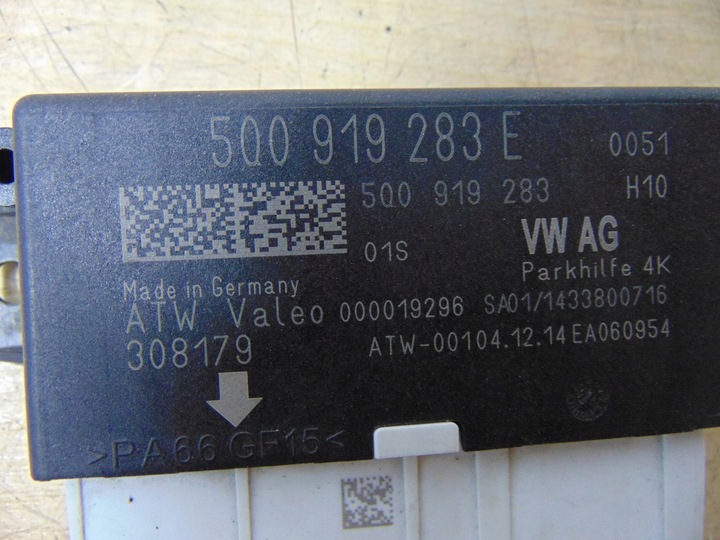 5Q0 919 283 E 0051
5Q0 919 283 H10
01S VW AG
Parkhilfe 4K
Made in Germany
ATW Valeo 000019296 SA01/1433800716
308179 ATW-00104.12.14EA060954
>PA66 GF15<